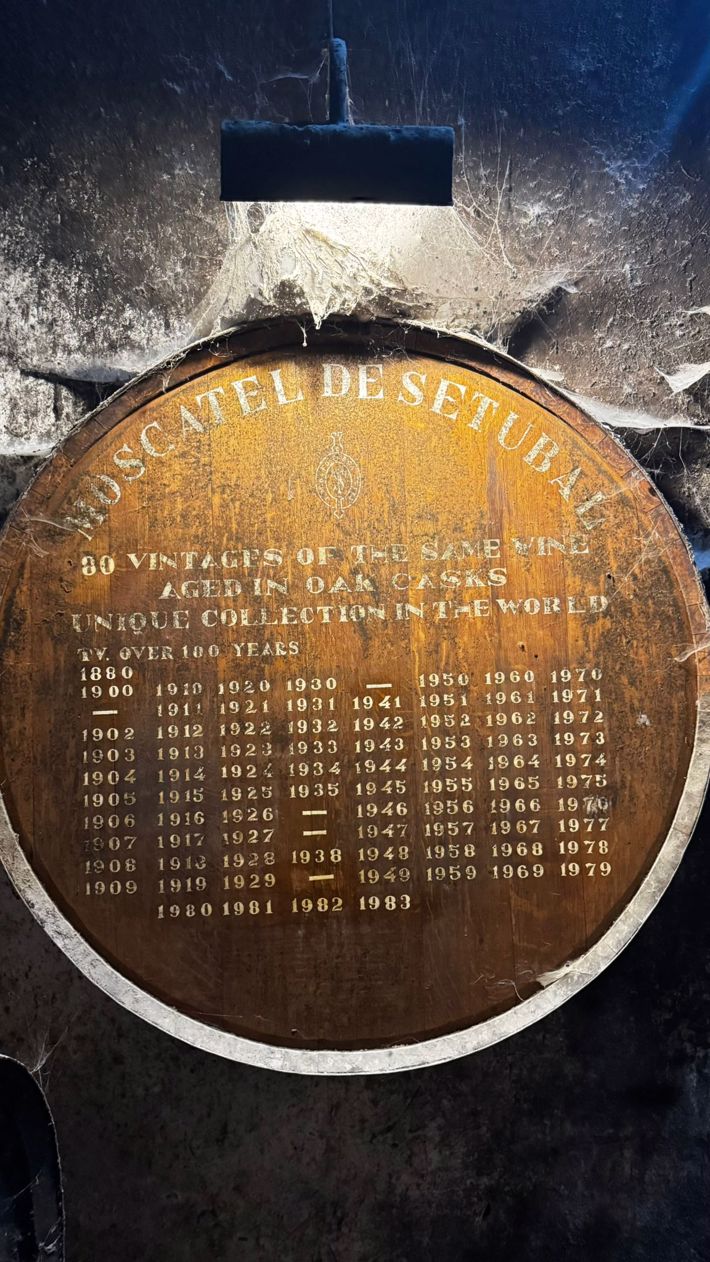 MOSCATEL DE SETUBAL
80 VINTAGES OF THE SAME WINE
AGED IN OAK CASKS
UNIQUE COLLECTION IN THE WORLD
TV. OVER 100 YEARS
1880
1900 1910 1920 1930 — 1950 1960 1970
— 1911 1921 1931 1941 1951 1961 1971
1902 1912 1922 1932 1942 1952 1962 1972
1903 1913 1923 1933 1943 1953 1963 1973
1904 1914 1924 1934 1944 1954 1964 1974
1905 1915 1925 1935 1945 1955 1965 1975
1906 1916 1926 — 1946 1956 1966 1976
1907 1917 1927 — 1947 1957 1967 1977
1908 1918 1928 1938 1948 1958 1968 1978
1909 1919 1929 — 1949 1959 1969 1979
1980 1981 1982 1983